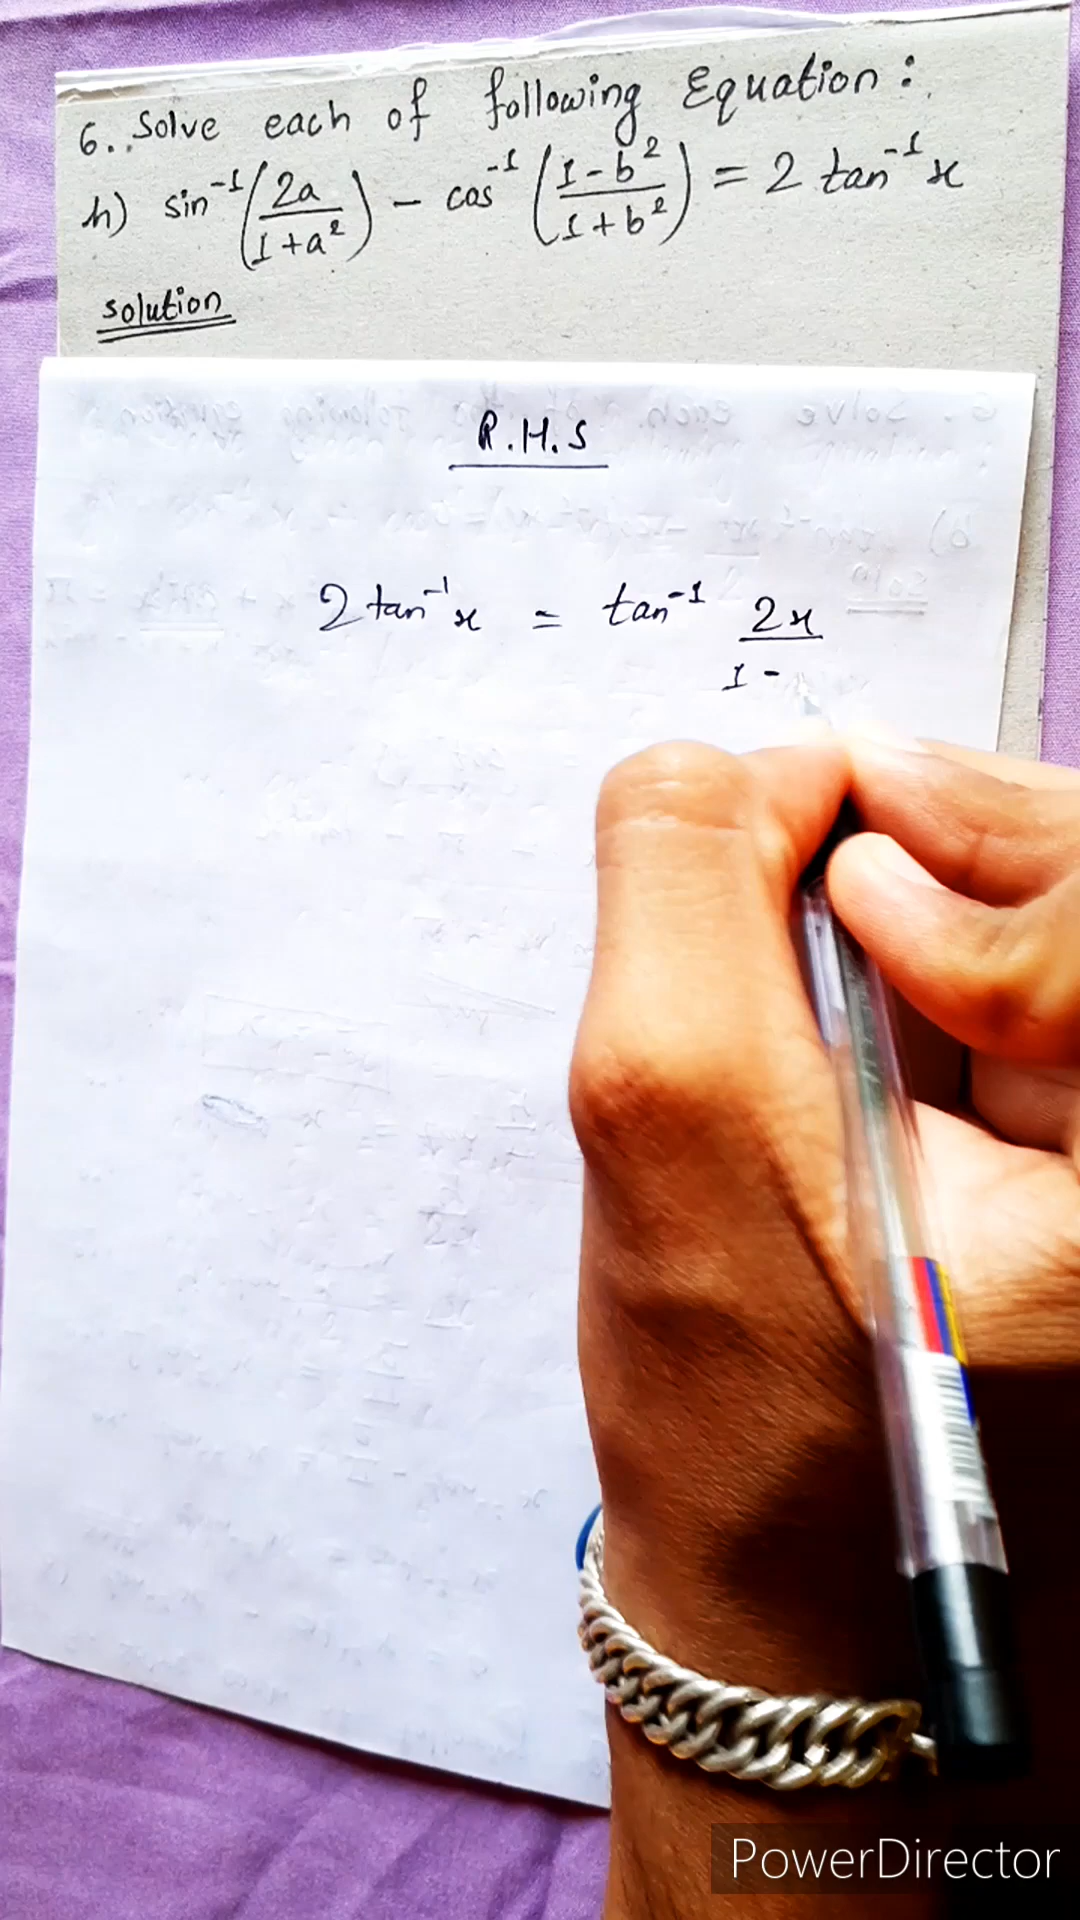 6. Solve each of following Equation:
h) sin⁻¹(2a/1+a²) - cos⁻¹(1-b²/1+b²) = 2 tan⁻¹x
solution
R.H.S
2 tan⁻¹x = tan⁻¹ 2x/1-
PowerDirector